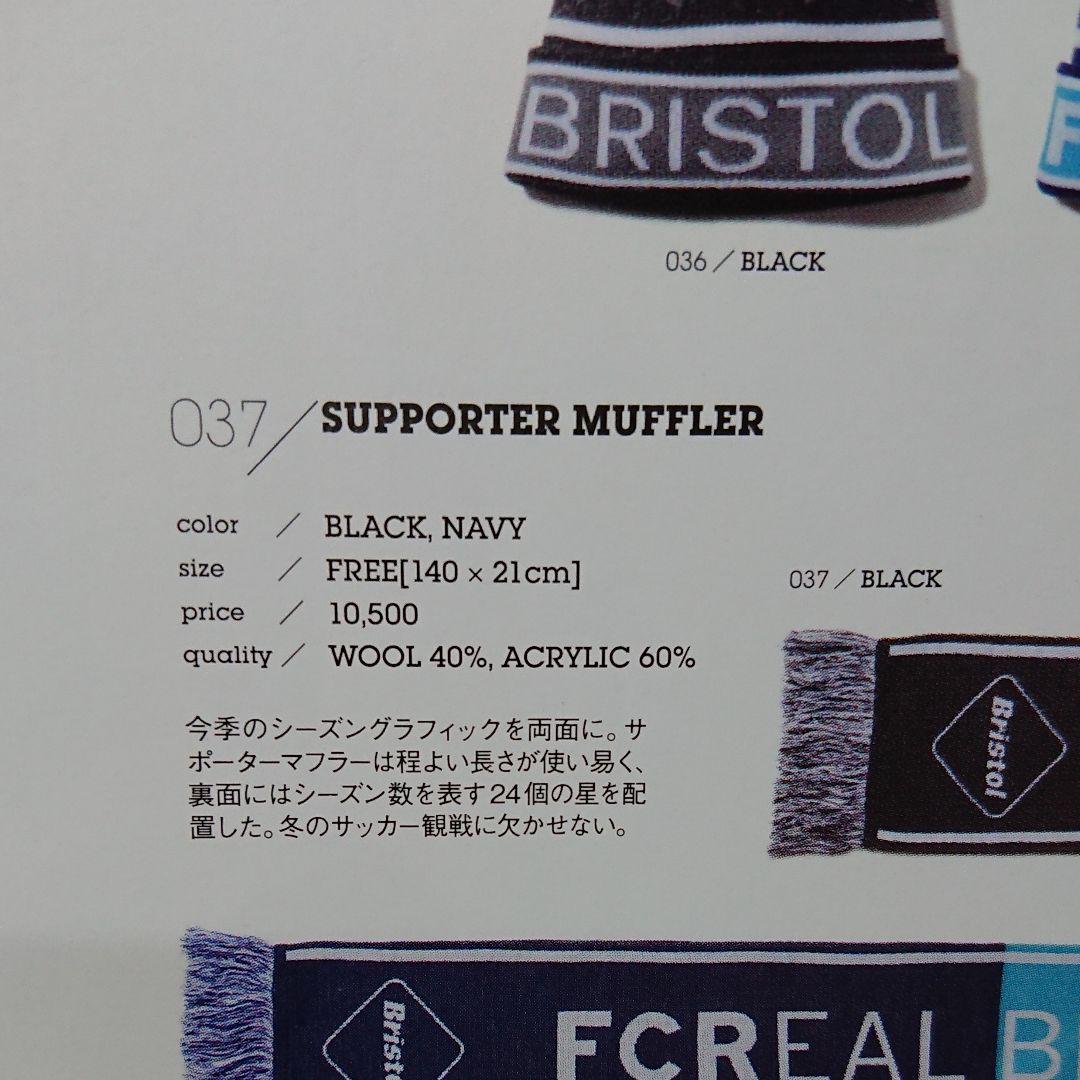 BRISTOL
F
036/BLACK
037/SUPPORTER MUFFLER
color / BLACK, NAVY
size / FREE[140 × 21cm]
price / 10,500
quality / WOOL 40%, ACRYLIC 60%
037/BLACK
今季のシーズングラフィックを両面に。サ
ポーターマフラーは程よい長さが使い易く、
裏面にはシーズン数を表す24個の星を配
置した。冬のサッカー観戦に欠かせない。
Bristol
Bristo
FCREAL B